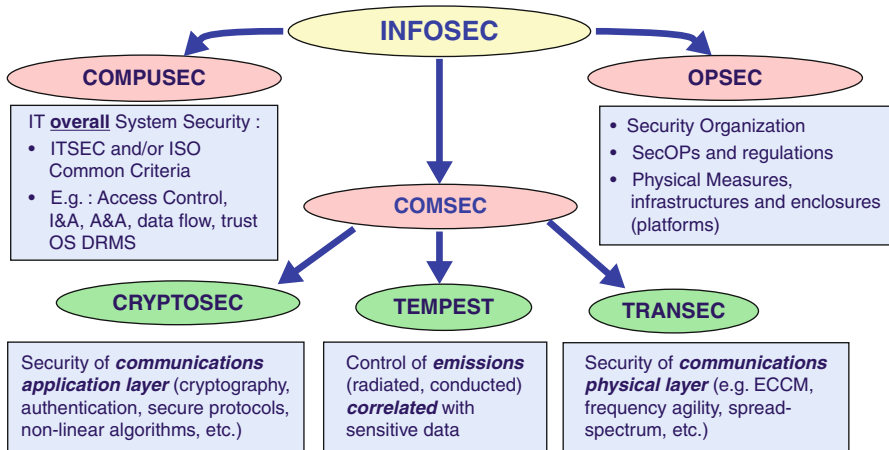 INFOSEC
COMPUSEC
OPSEC
IT overall System Security :
• ITSEC and/or ISO
Common Criteria
• E.g. : Access Control,
I&A, A&A, data flow, trust
OS DRMS
• Security Organization
• SecOPs and regulations
• Physical Measures,
infrastructures and enclosures
(platforms)
COMSEC
CRYPTOSEC
TEMPEST
TRANSEC
Security of communications
application layer (cryptography,
authentication, secure protocols,
non-linear algorithms, etc.)
Control of emissions
(radiated, conducted)
correlated with
sensitive data
Security of communications
physical layer (e.g. ECCM,
frequency agility, spread-
spectrum, etc.)